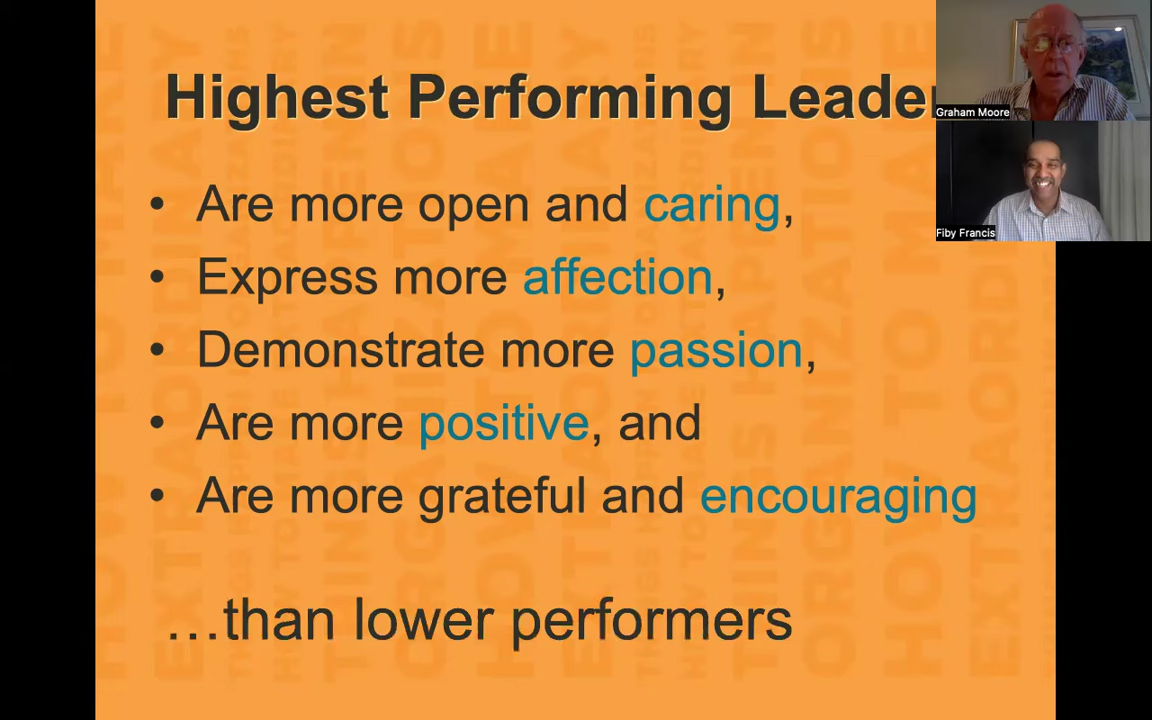 Highest Performing Leade
• Are more open and caring,
• Express more affection,
• Demonstrate more passion,
• Are more positive, and
• Are more grateful and encouraging
…than lower performers
Graham Moore
Fiby Francis